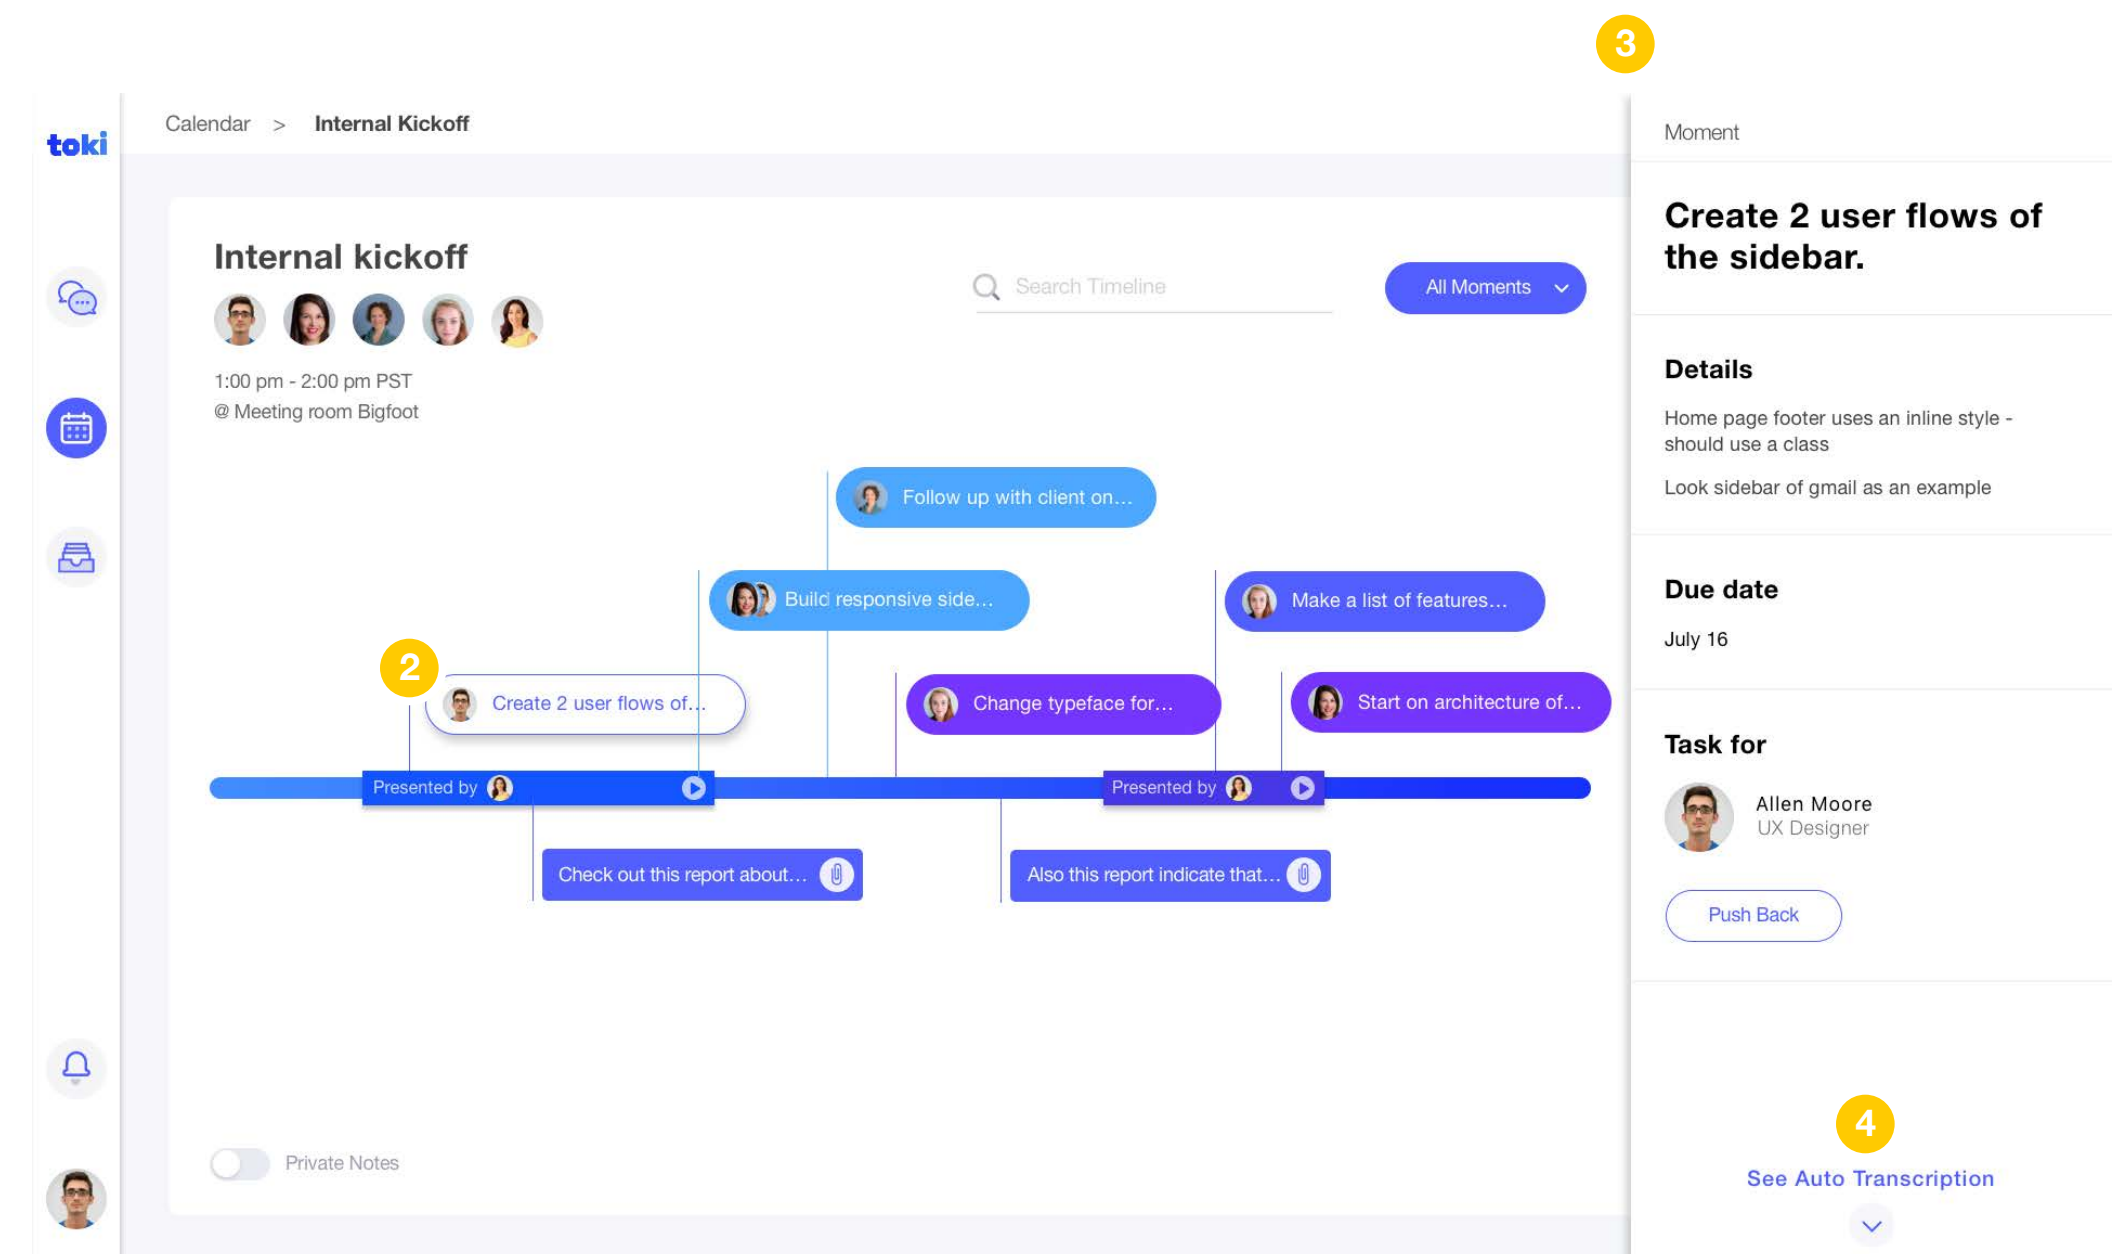 3
toki
Calendar > Internal Kickoff
Internal kickoff
Search Timeline
All Moments
1:00 pm - 2:00 pm PST
@ Meeting room Bigfoot
Follow up with client on...
Build responsive side...
Make a list of features...
2
Create 2 user flows of...
Change typeface for...
Start on architecture of...
Presented by
Presented by
Check out this report about...
Also this report indicate that...
Private Notes
Moment
Create 2 user flows of
the sidebar.
Details
Home page footer uses an inline style -
should use a class
Look sidebar of gmail as an example
Due date
July 16
Task for
Allen Moore
UX Designer
Push Back
4
See Auto Transcription